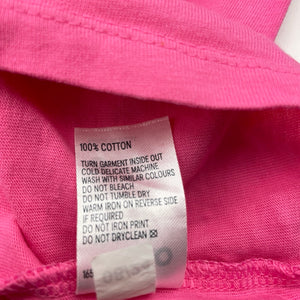 100% COTTON
TURN GARMENT INSIDE OUT
COLD DELICATE MACHINE
WASH WITH SIMILAR COLOURS
DO NOT BLEACH
DO NOT TUMBLE DRY
WARM IRON ON REVERSE SIDE
IF REQUIRED
DO NOT IRON PRINT
DO NOT DRYCLEAN
165